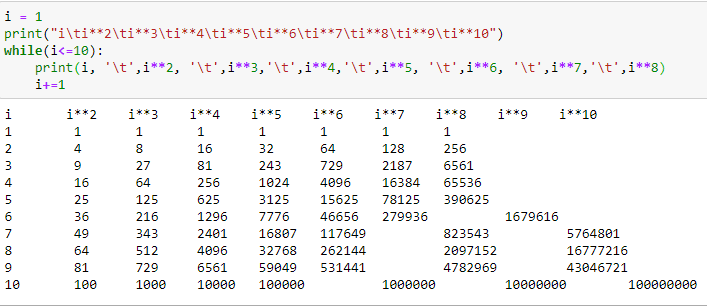 i = 1
print("i\ti**2\ti**3\ti**4\ti**5\ti**6\ti**7\ti**8\ti**9\ti**10")
while(i<=10):
    print(i, '\t',i**2, '\t',i**3,'\t',i**4,'\t',i**5, '\t',i**6, '\t',i**7,'\t',i**8)
    i+=1
i i**2 i**3 i**4 i**5 i**6 i**7 i**8 i**9 i**10
1 1 1 1 1 1 1 1
2 4 8 16 32 64 128 256
3 9 27 81 243 729 2187 6561
4 16 64 256 1024 4096 16384 65536
5 25 125 625 3125 15625 78125 390625
6 36 216 1296 7776 46656 279936 1679616
7 49 343 2401 16807 117649 823543 5764801
8 64 512 4096 32768 262144 2097152 16777216
9 81 729 6561 59049 531441 4782969 43046721
10 100 1000 10000 100000 1000000 10000000 100000000